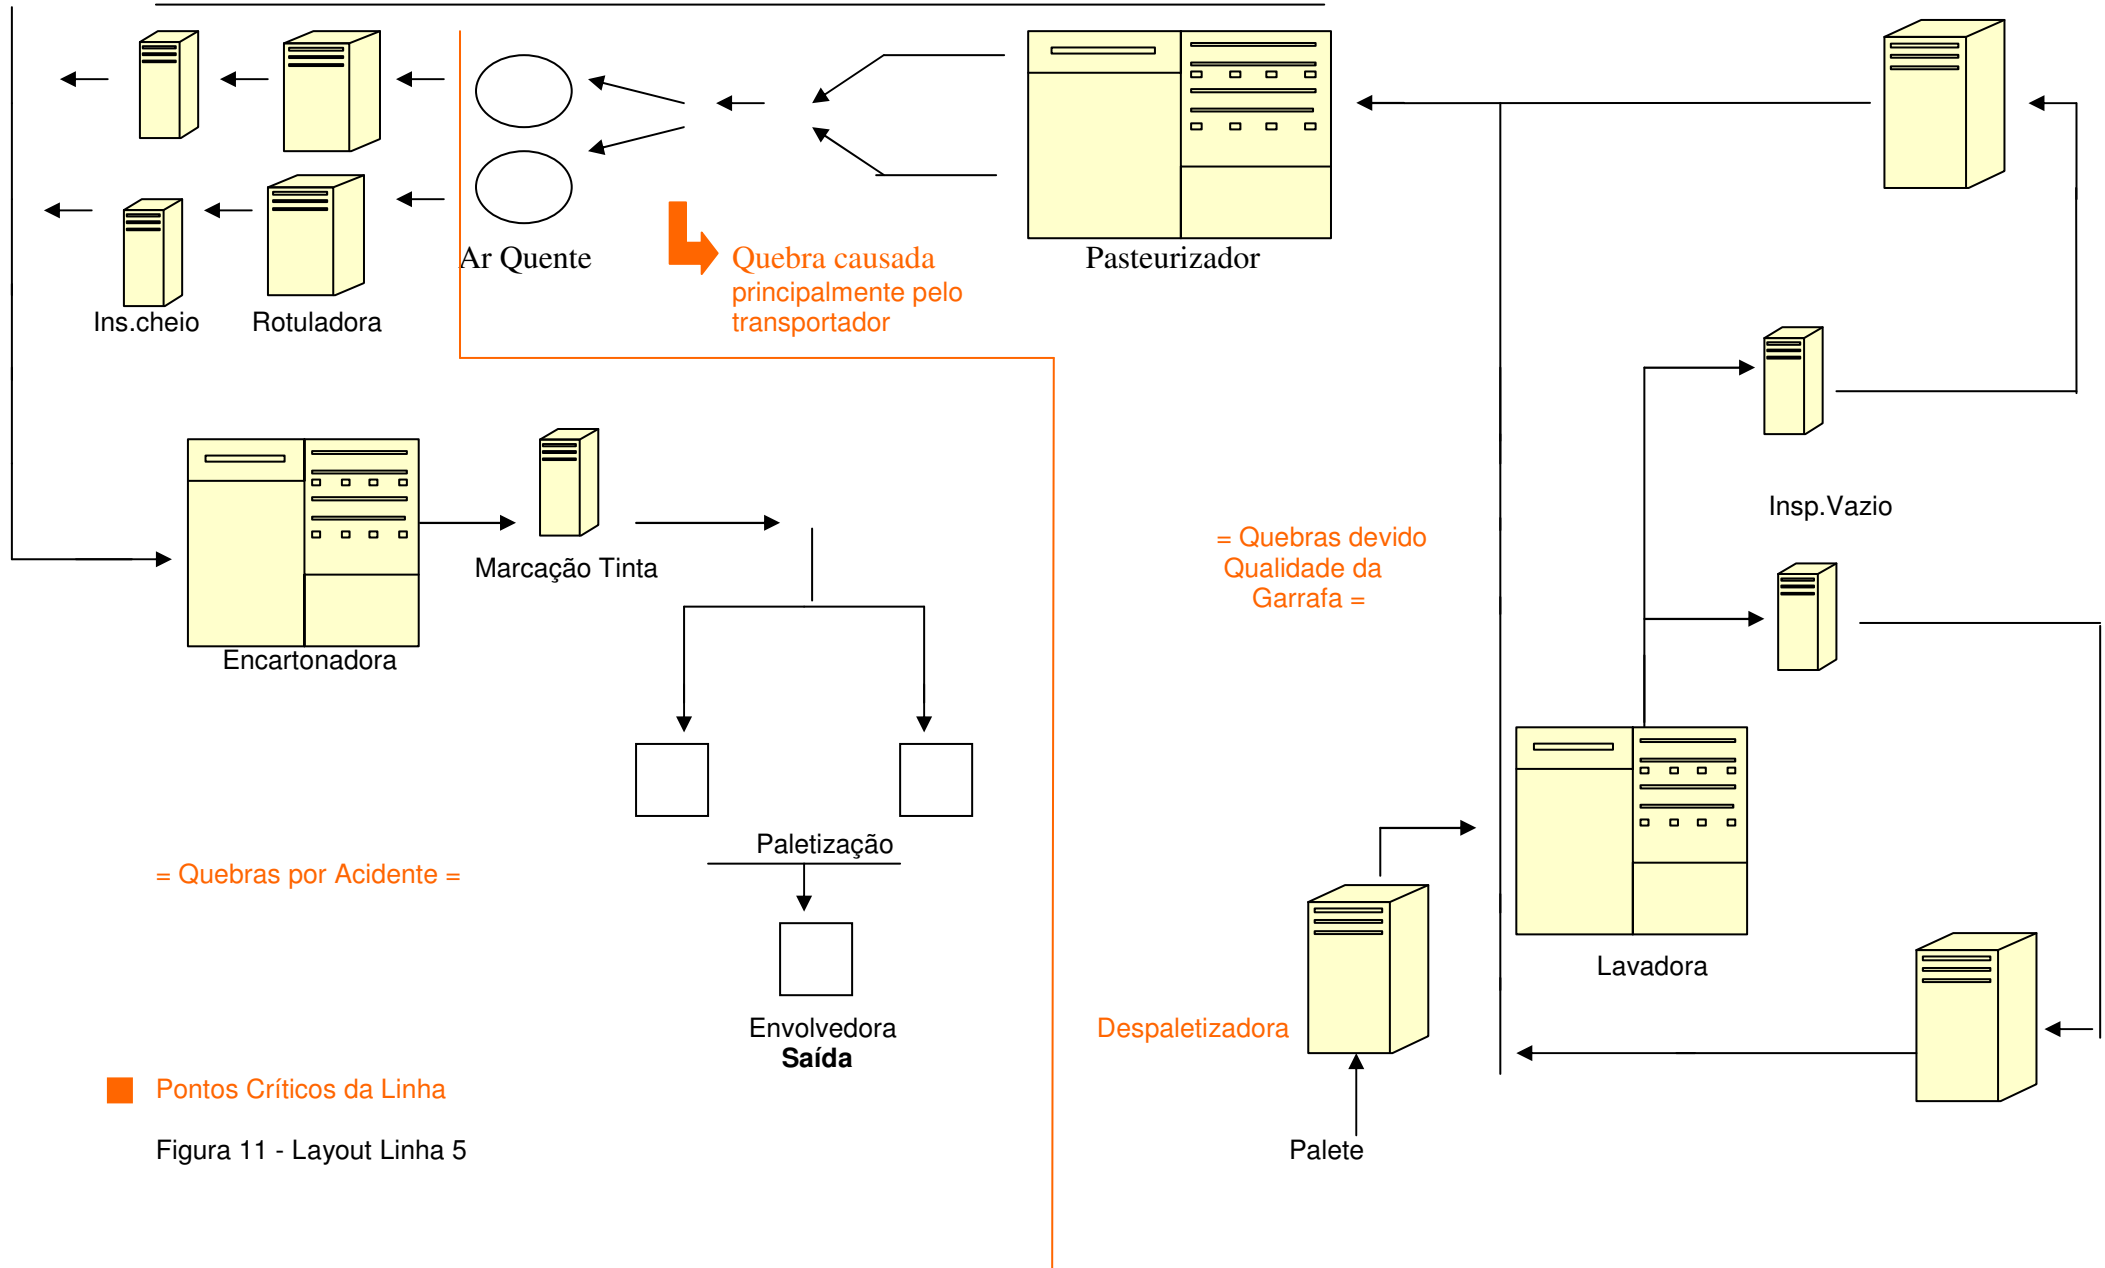 Ar Quente
Quebra causada
principalmente pelo
transportador
Pasteurizador
Ins.cheio
Rotuladora
Insp.Vazio
= Quebras devido
Qualidade da
Garrafa =
Marcação Tinta
Encartonadora
Paletização
= Quebras por Acidente =
Lavadora
Envolvedora
Saída
Despaletizadora
Pontos Críticos da Linha
Figura 11 - Layout Linha 5
Palete